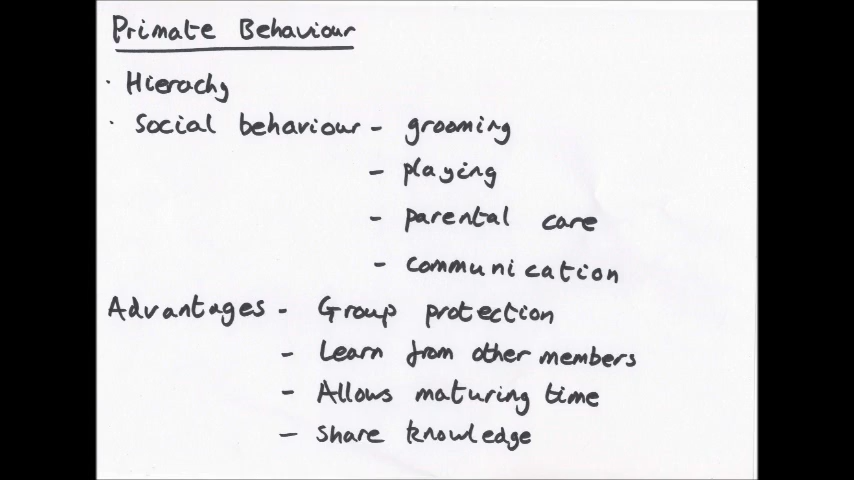 Primate Behaviour
· Hierachy
· Social behaviour - grooming
- playing
- parental care
- communication
Advantages - Group protection
- Learn from other members
- Allows maturing time
- Share knowledge